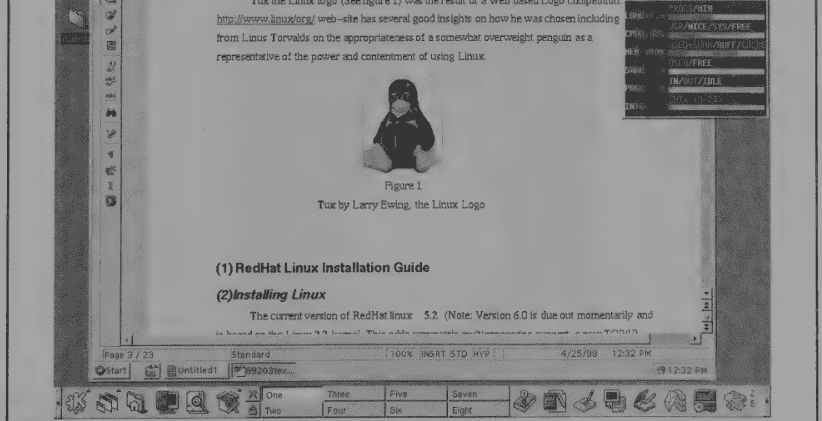 Tux the Linux logo (See figure 1) was the result of a web based Logo competition
http://www.linux/org/ web-site has several good insights on how he was chosen including
from Linus Torvalds on the appropriateness of a somewhat overweight penguin as a
representative of the power and contentment of using Linux.
Figure 1
Tux by Larry Ewing, the Linux Logo
(1) RedHat Linux Installation Guide
(2)Installing Linux
The current version of RedHat linux 5.2 (Note: Version 6.0 is due out momentarily and
PROCS/MIN
USR/NICE/SYS/FREE
USED/FREE
IN/OUT/IDLE
Page 3 / 23 Standard 100% INSRT STD HYP 4/25/99 12:32 PM
Start Untitled1 99203tex... 12:32 PM
One Three Five Seven
Two Four Six Eight